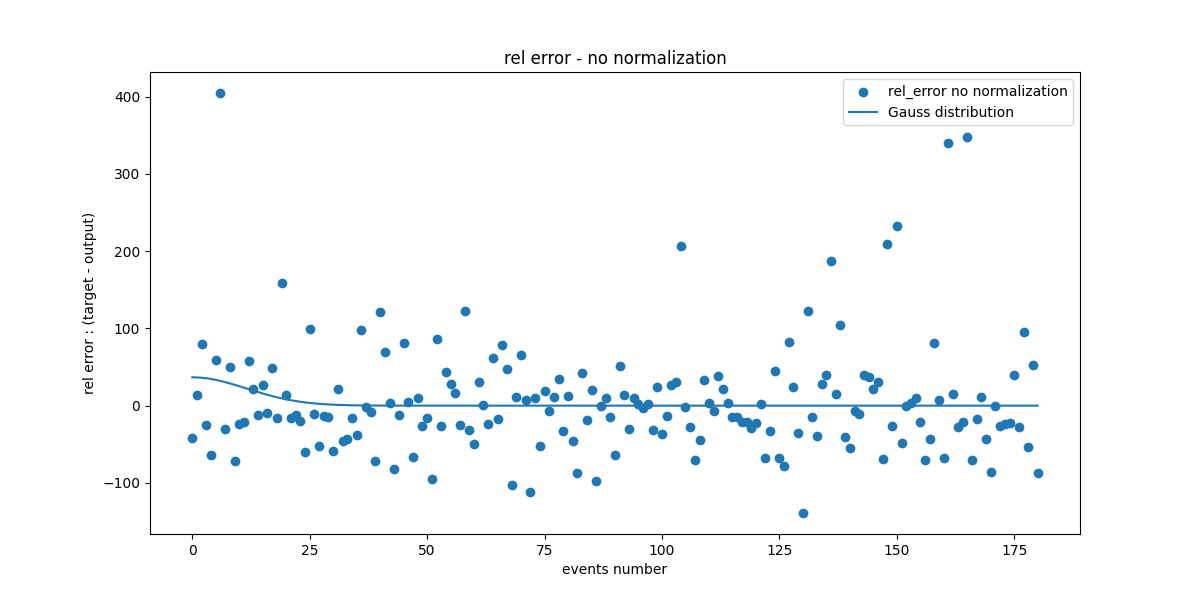 rel error - no normalization
rel_error no normalization
Gauss distribution
rel error : (target - output)
400
300
200
100
0
−100
0
25
50
75
100
125
150
175
events number